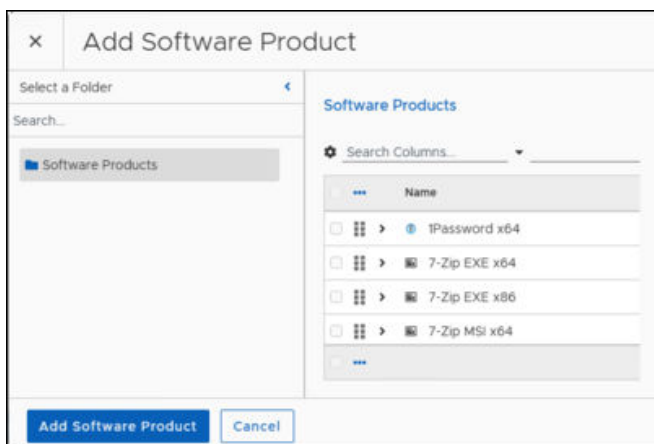 × Add Software Product
Select a Folder
Search...
Software Products
Software Products
Search Columns...
Name
1Password x64
7-Zip EXE x64
7-Zip EXE x86
7-Zip MSI x64
Add Software Product Cancel